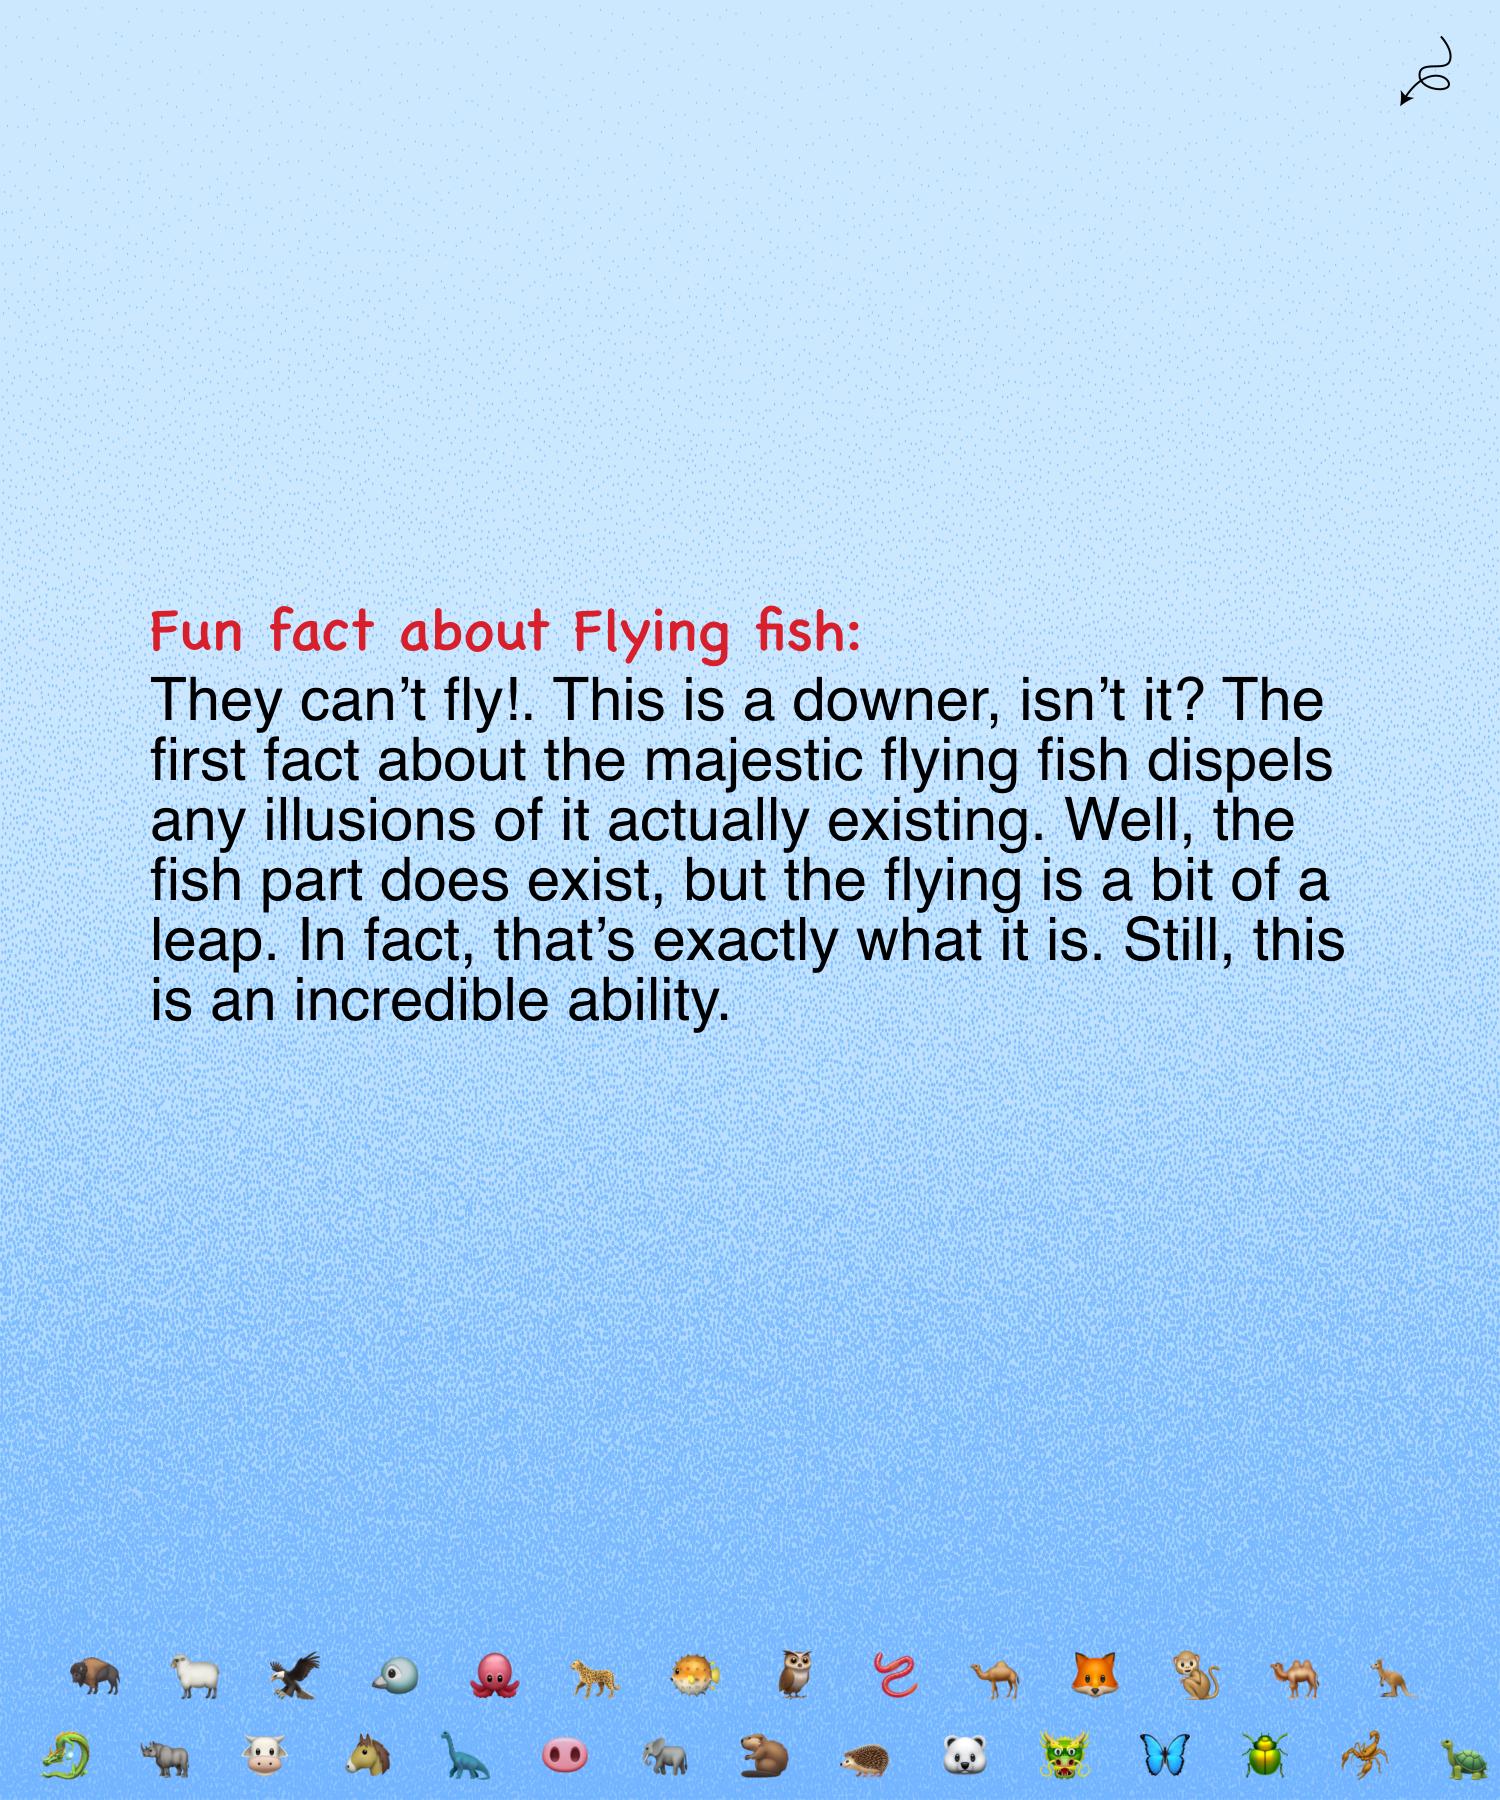 Fun fact about Flying fish:
They can’t fly!. This is a downer, isn’t it? The
first fact about the majestic flying fish dispels
any illusions of it actually existing. Well, the
fish part does exist, but the flying is a bit of a
leap. In fact, that’s exactly what it is. Still, this
is an incredible ability.